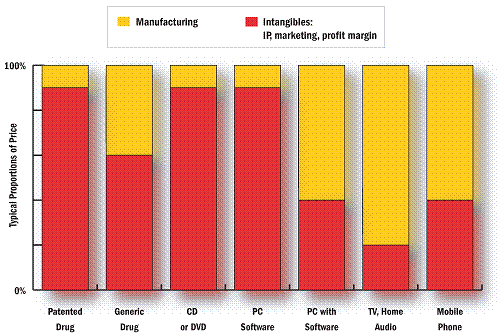 Manufacturing
Intangibles:
IP, marketing, profit margin
100%
Typical Proportions of Price
0%
Patented
Drug
Generic
Drug
CD
or DVD
PC
Software
PC with
Software
TV, Home
Audio
Mobile
Phone